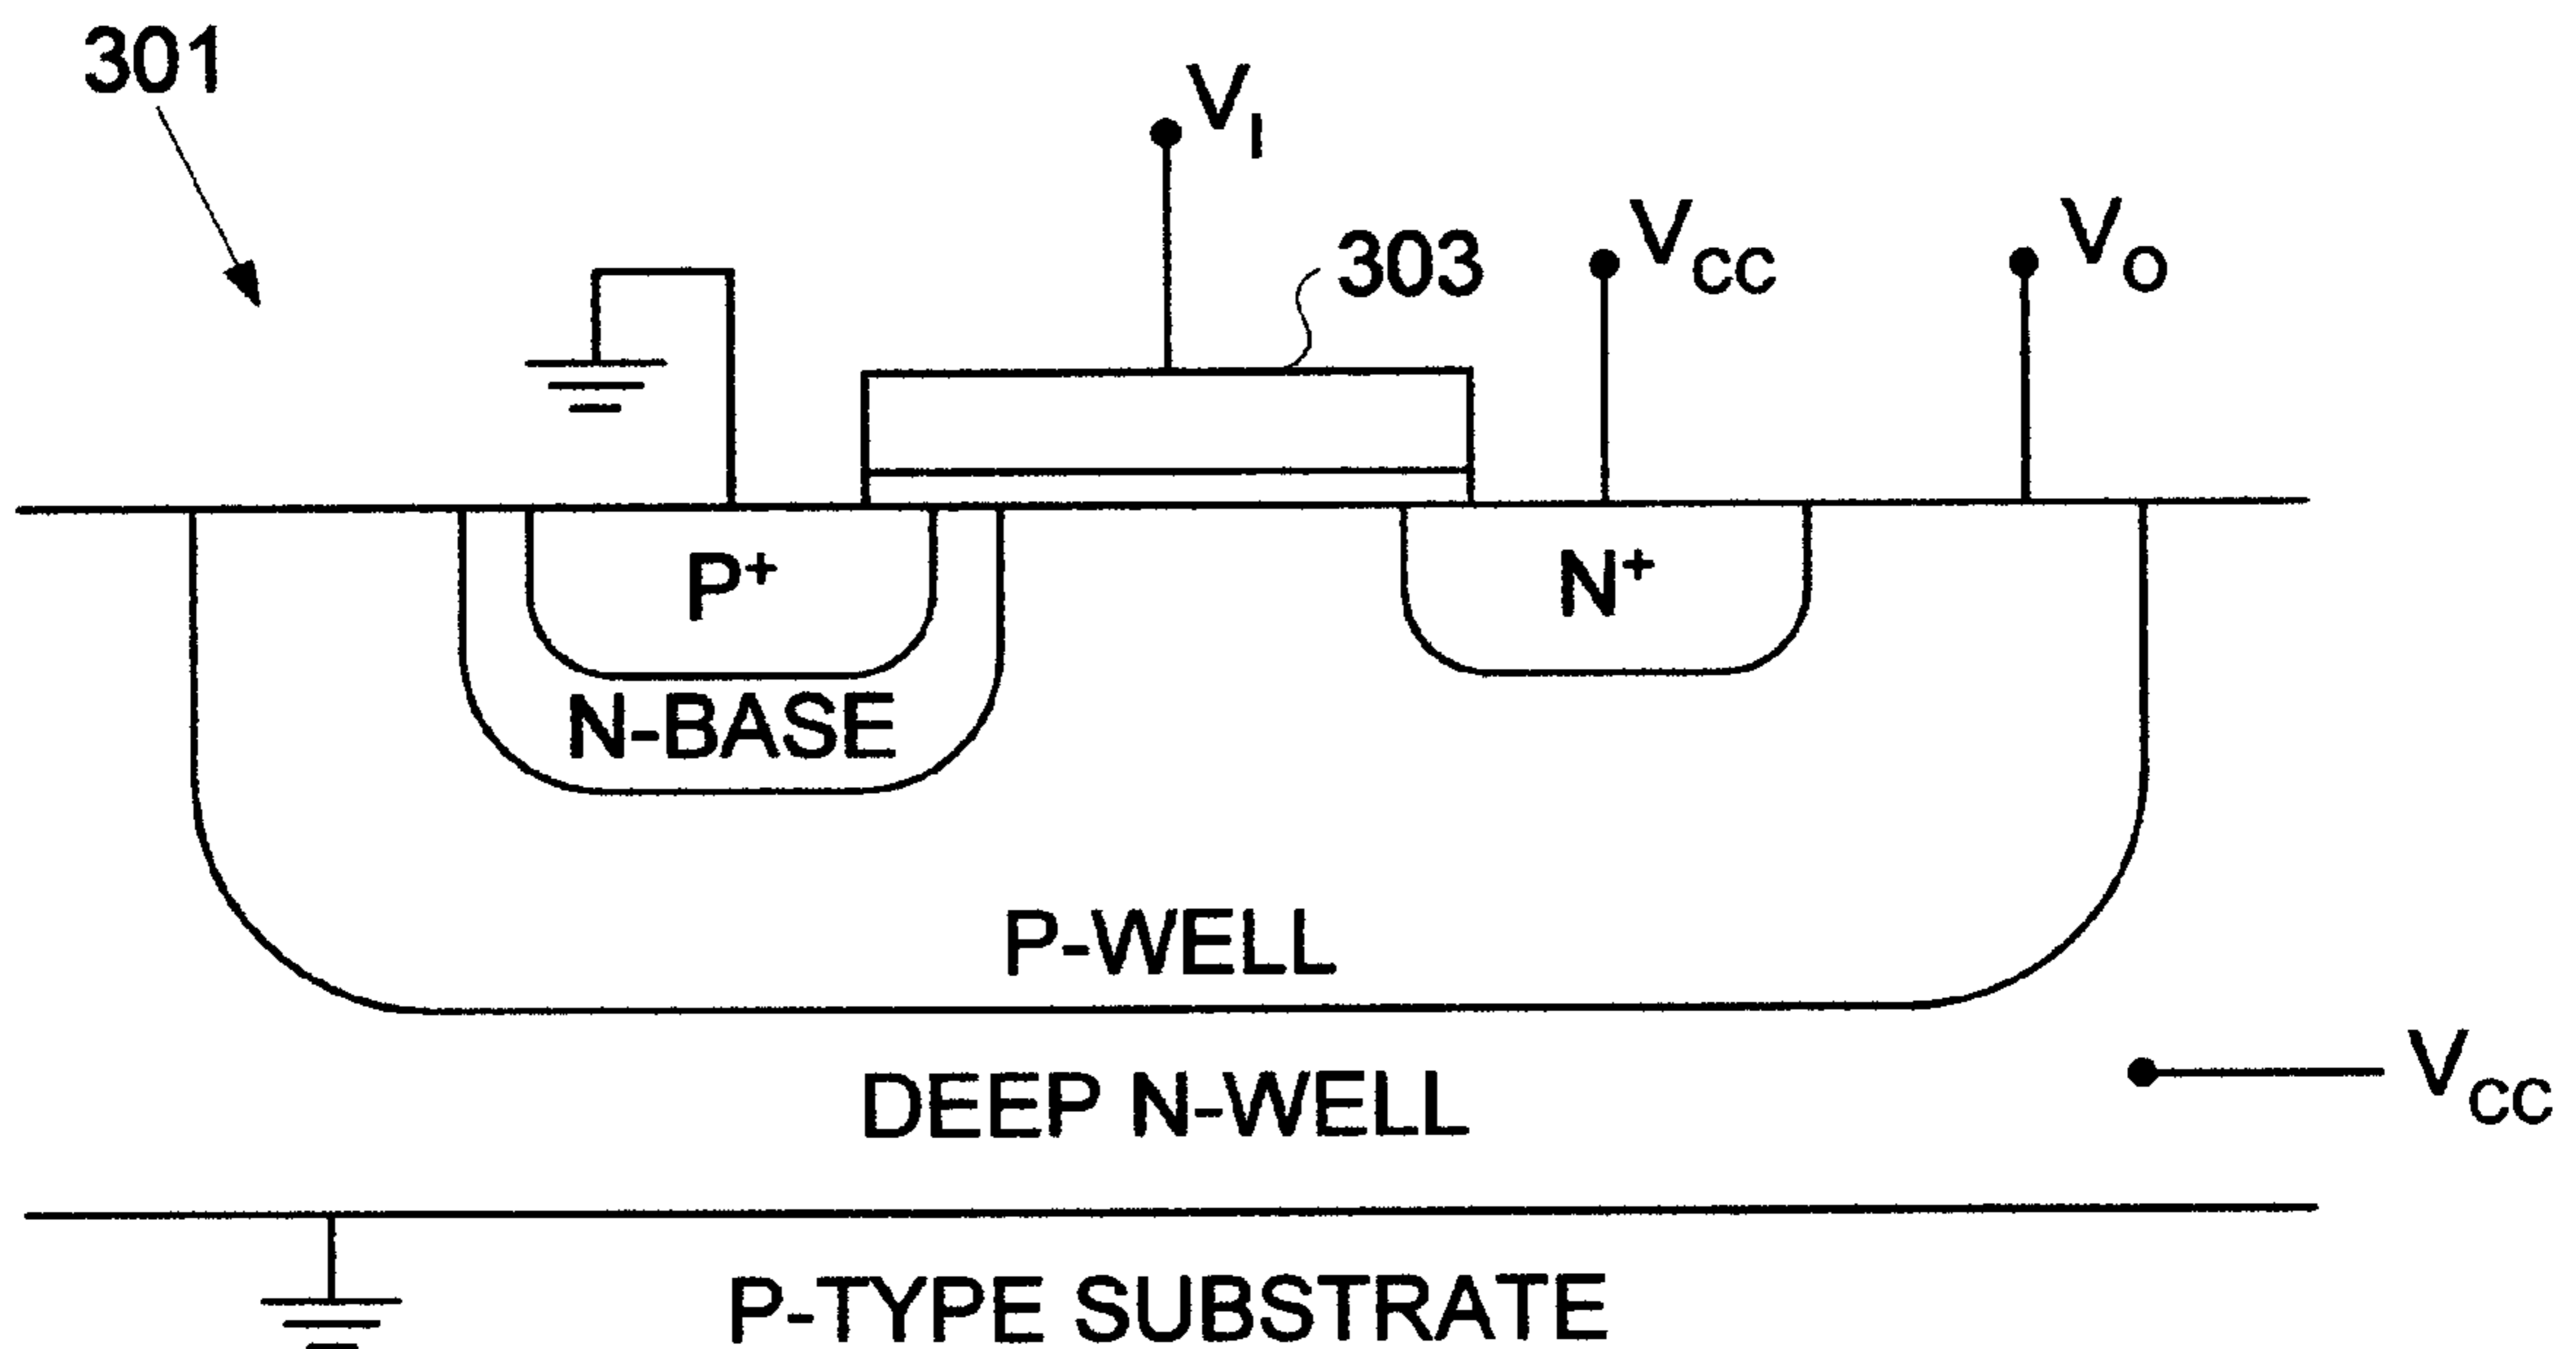 301
V_I
303
V_CC
V_O
P+
N+
N-BASE
P-WELL
DEEP N-WELL
V_CC
P-TYPE SUBSTRATE